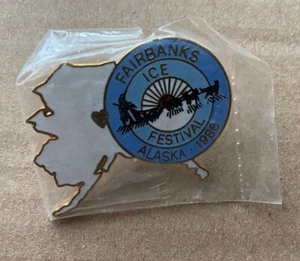 FAIRBANKS
ICE
FESTIVAL
ALASKA · 1988